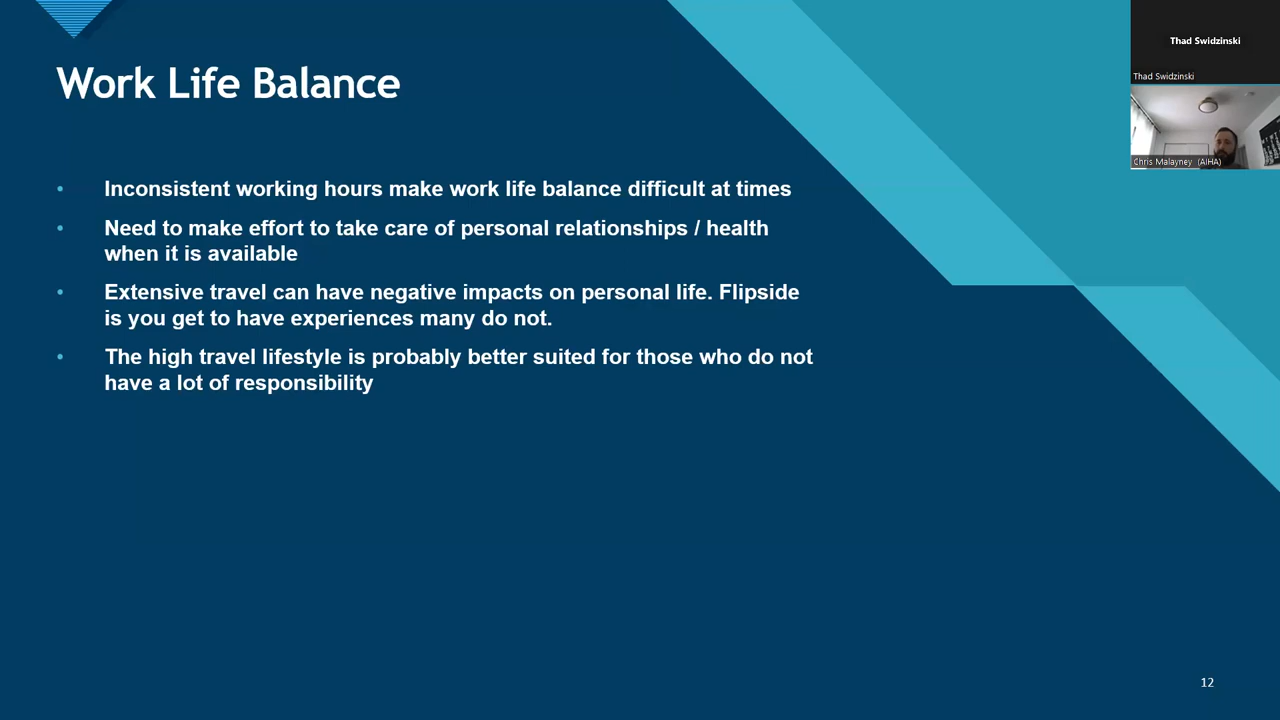 Work Life Balance
• Inconsistent working hours make work life balance difficult at times
• Need to make effort to take care of personal relationships / health
when it is available
• Extensive travel can have negative impacts on personal life. Flipside
is you get to have experiences many do not.
• The high travel lifestyle is probably better suited for those who do not
have a lot of responsibility
12
Thad Swidzinski
Thad Swidzinski
Chris Malayney (AIHA)